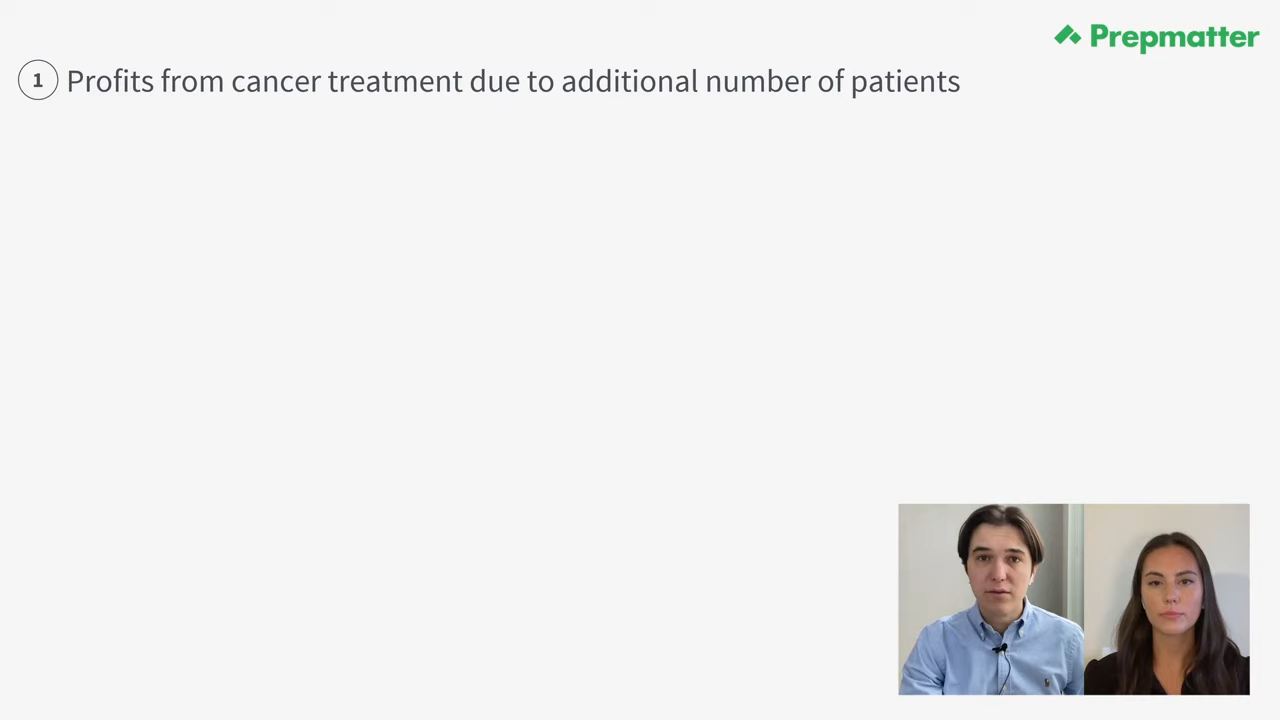 Prepmatter
1 Profits from cancer treatment due to additional number of patients